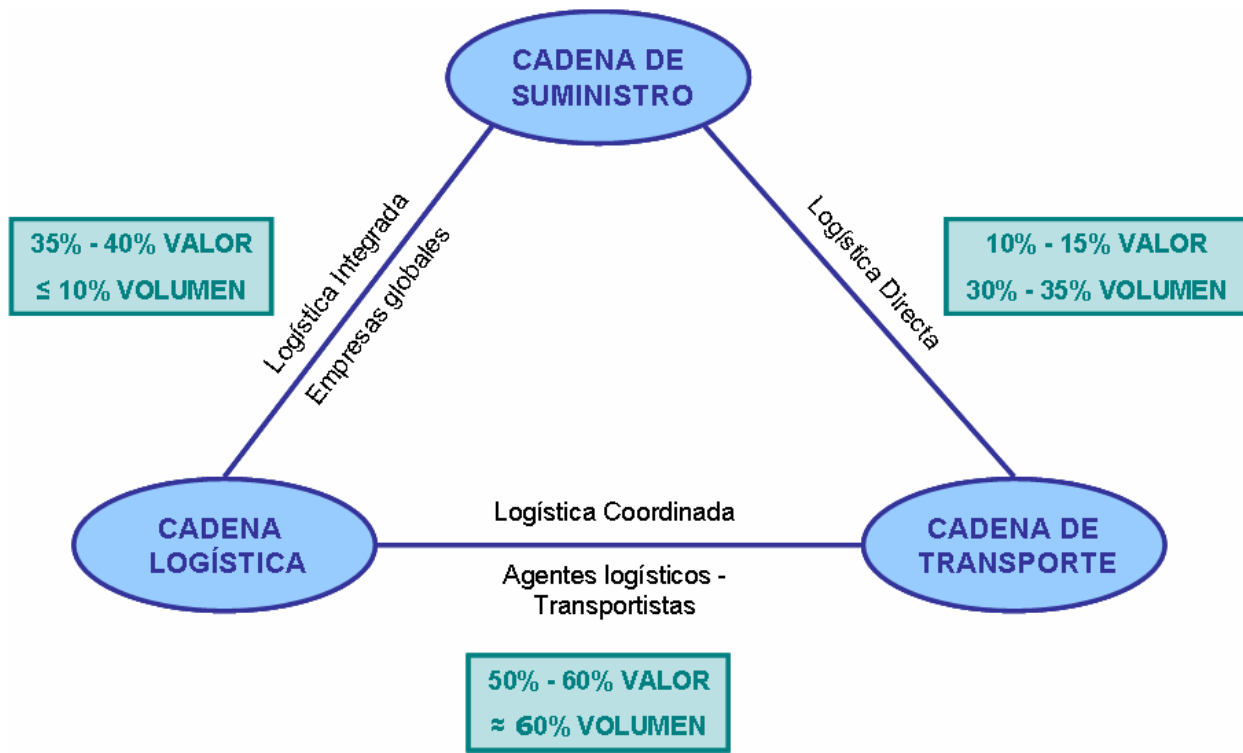 CADENA DE
SUMINISTRO
35% - 40% VALOR
≤ 10% VOLUMEN
Logística Integrada
Empresas globales
Logística Directa
10% - 15% VALOR
30% - 35% VOLUMEN
CADENA
LOGÍSTICA
Logística Coordinada
Agentes logísticos -
Transportistas
CADENA DE
TRANSPORTE
50% - 60% VALOR
≈ 60% VOLUMEN